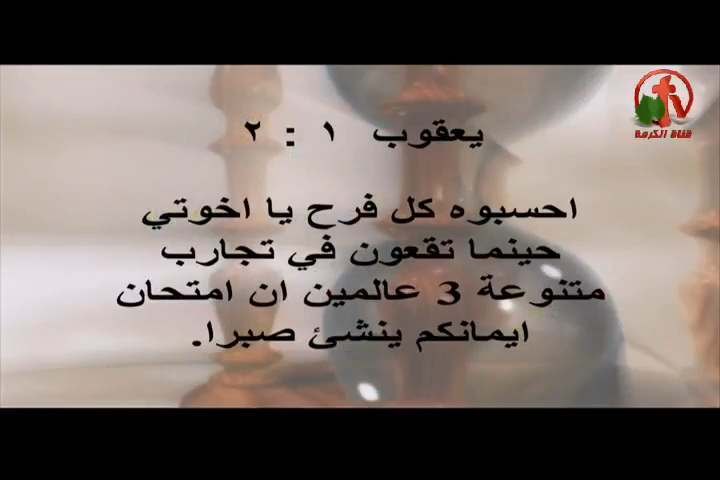 يعقوب ١ : ٢
احسبوه كل فرح يا اخوتي
حينما تقعون في تجارب
متنوعة 3 عالمين ان امتحان
ايمانكم ينشئ صبرا.
tv
قناة الكرمة